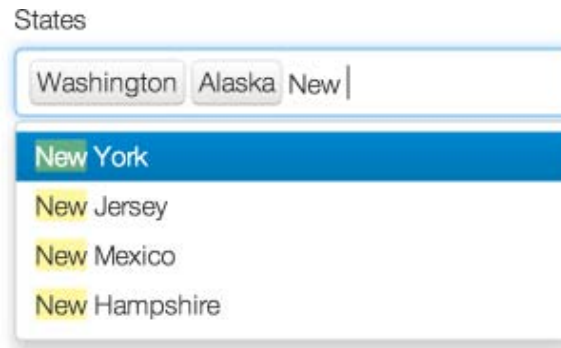 States
Washington Alaska New
New York
New Jersey
New Mexico
New Hampshire